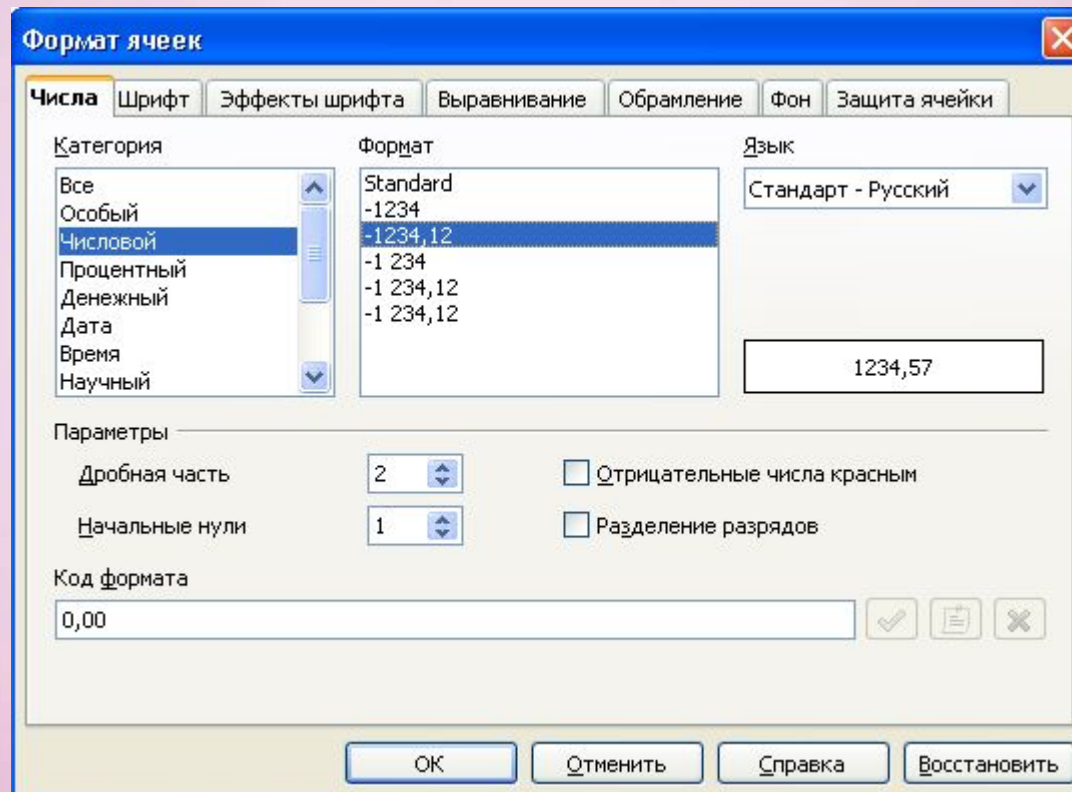 Формат ячеек
Числа Шрифт Эффекты шрифта Выравнивание Обрамление Фон Защита ячейки
Категория Формат Язык
Все
Особый
Числовой
Процентный
Денежный
Дата
Время
Научный
Standard
-1234
-1234,12
-1 234
-1 234,12
-1 234,12
Стандарт - Русский
1234,57
Параметры
Дробная часть 2 Отрицательные числа красным
Начальные нули 1 Разделение разрядов
Код формата
0,00
ОК Отменить Справка Восстановить